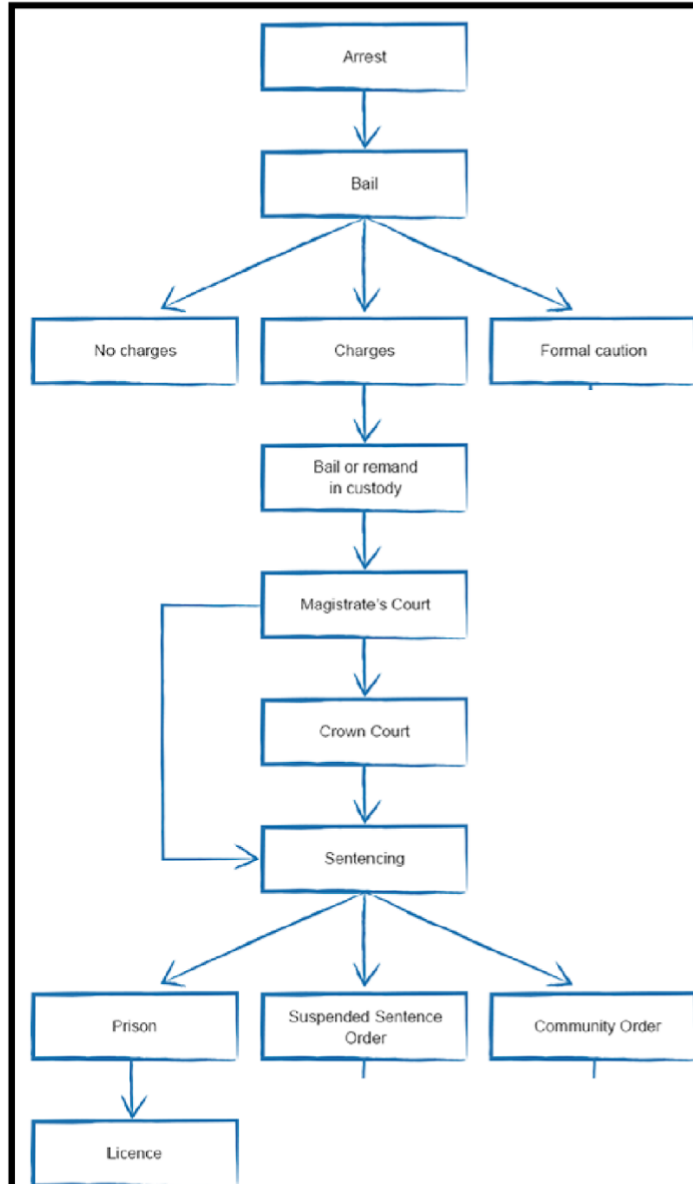 Arrest
Bail
No charges
Charges
Formal caution
Bail or remand
in custody
Magistrate's Court
Crown Court
Sentencing
Prison
Suspended Sentence
Order
Community Order
Licence